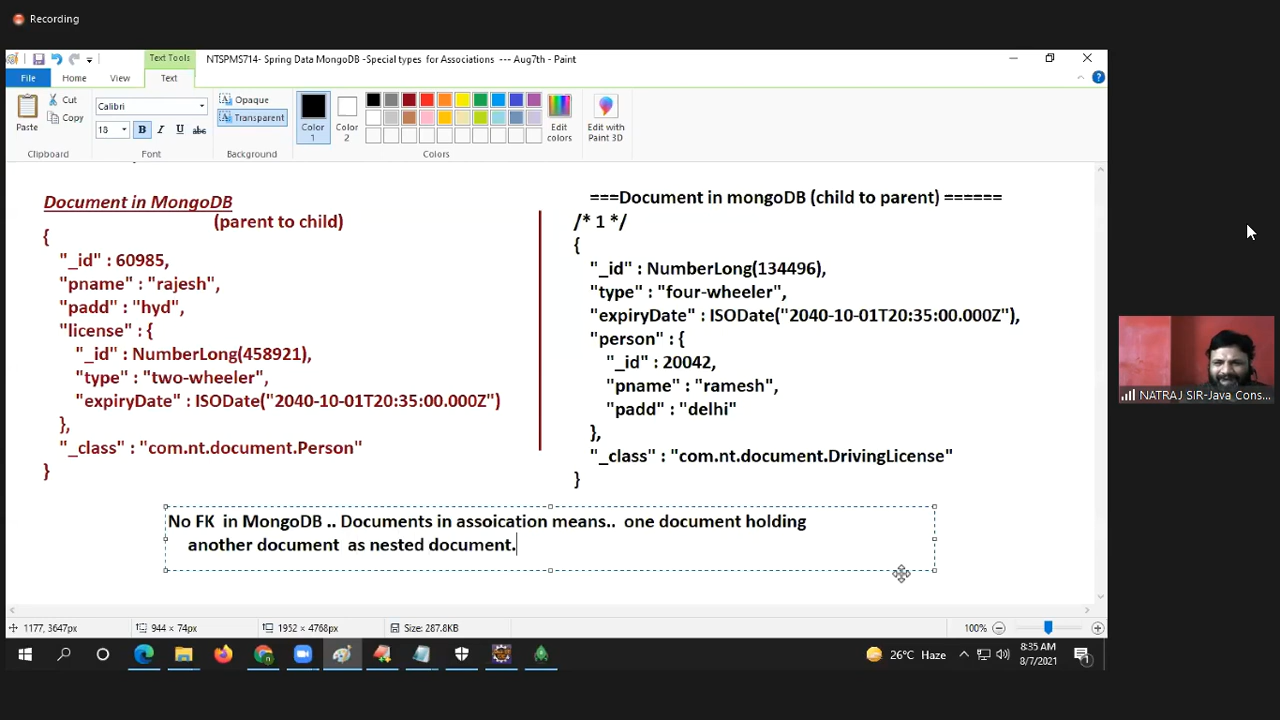 Recording
Text Tools
NTSPMS714- Spring Data MongoDB -Special types for Associations --- Aug7th - Paint
File Home View Text
Paste
Cut
Copy
Clipboard
Calibri
18 B I U abc
Font
Opaque
Transparent
Background
Color 1
Color 2
Edit colors
Colors
Edit with Paint 3D
Document in MongoDB
(parent to child)
{
"_id" : 60985,
"pname" : "rajesh",
"padd" : "hyd",
"license" : {
"_id" : NumberLong(458921),
"type" : "two-wheeler",
"expiryDate" : ISODate("2040-10-01T20:35:00.000Z")
},
"_class" : "com.nt.document.Person"
}
===Document in mongoDB (child to parent) ======
/* 1 */
{
"_id" : NumberLong(134496),
"type" : "four-wheeler",
"expiryDate" : ISODate("2040-10-01T20:35:00.000Z"),
"person" : {
"_id" : 20042,
"pname" : "ramesh",
"padd" : "delhi"
},
"_class" : "com.nt.document.DrivingLicense"
}
No FK in MongoDB .. Documents in assoication means.. one document holding
another document as nested document.
NATRAJ SIR-Java Cons...
1177, 3647px
944 x 74px
1952 x 4768px
Size: 287.8KB
100%
26°C Haze
8:35 AM
8/7/2021
1